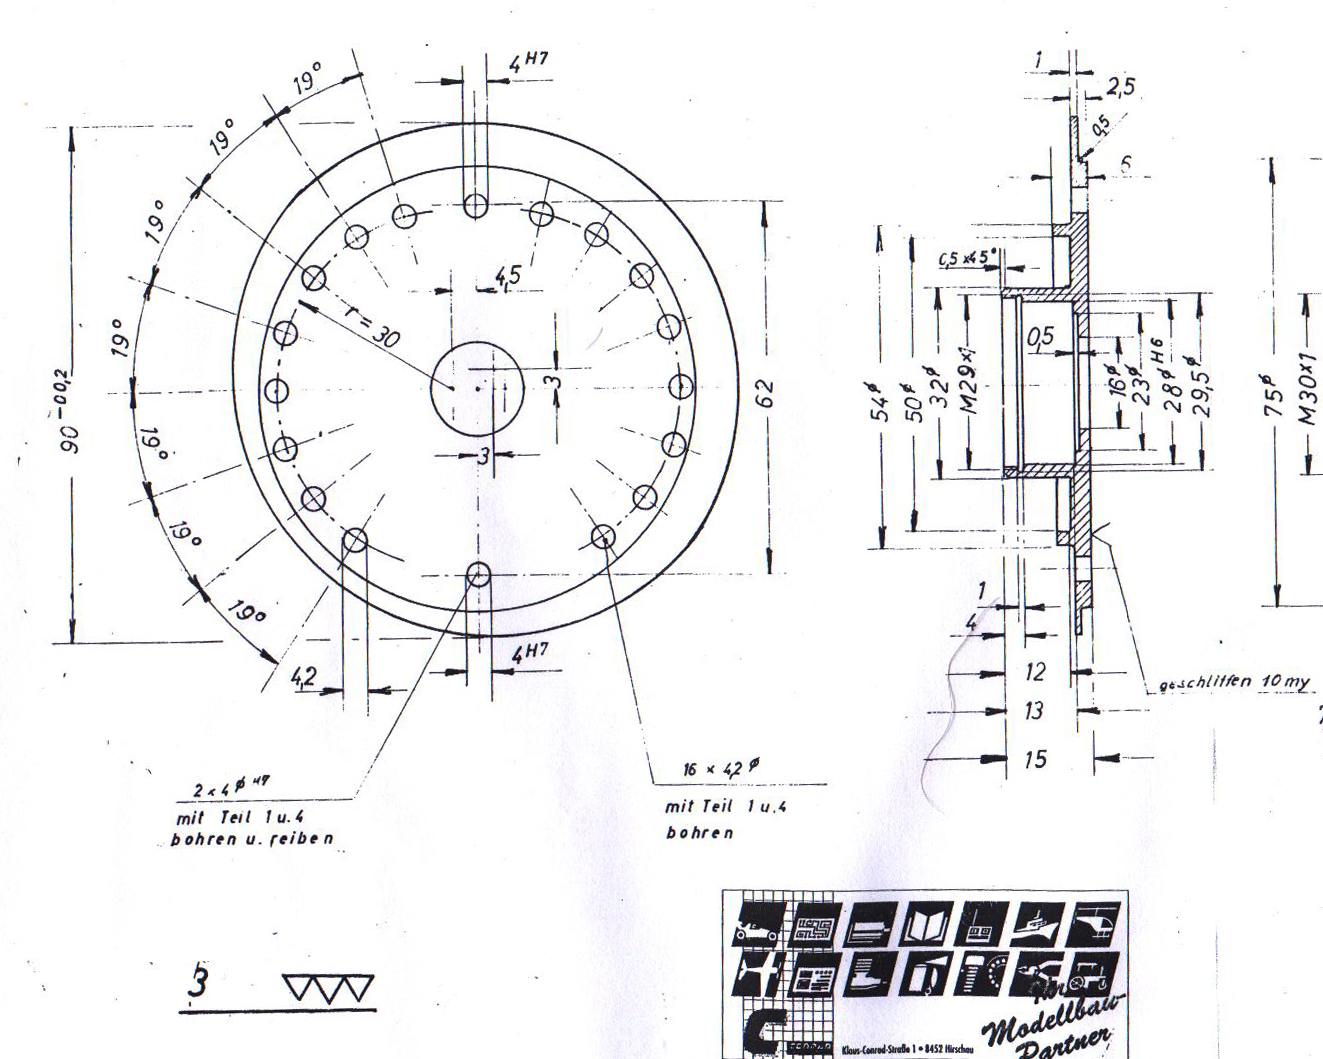 19°
19°
19°
19°
19°
19°
19°
4 H7
90 -0,2
r = 30
4,5
3
3
62
4,2
4 H7
2 × 4 ⌀ H7
mit Teil 1 u. 4
bohren u. reiben
16 × 4,2 ⌀
mit Teil 1 u. 4
bohren
1
2,5
0,5
6
0,5 × 45°
54 ⌀
50 ⌀
32 ⌀
M29×1
0,5
16 ⌀
23 ⌀
28 ⌀ H6
29,5 ⌀
75 ⌀
M30×1
1
4
12
13
15
geschliffen 10 my
3
Modellbau-
Partner
Klaus-Conrad-Straße 1 • 8452 Hirschau